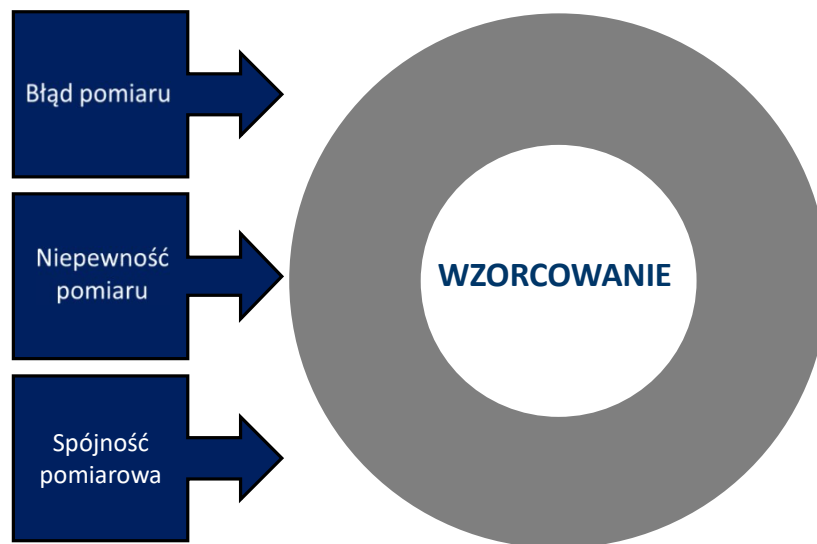 Błąd pomiaru
Niepewność
pomiaru
Spójność
pomiarowa
WZORCOWANIE